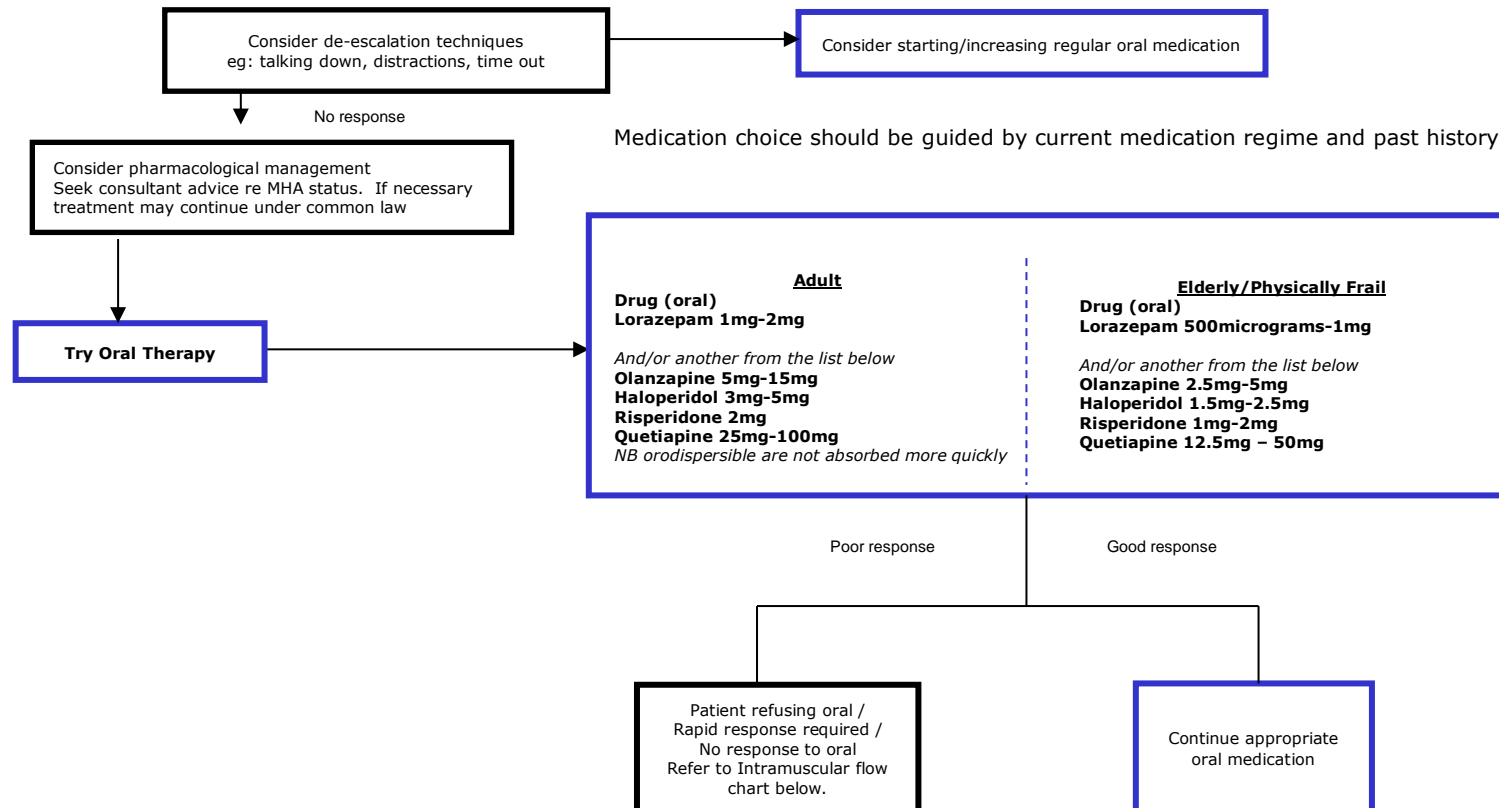 Consider de-escalation techniques
eg: talking down, distractions, time out
Consider starting/increasing regular oral medication
No response
Medication choice should be guided by current medication regime and past history
Consider pharmacological management
Seek consultant advice re MHA status.  If necessary
treatment may continue under common law
Try Oral Therapy
Adult
Drug (oral)
Lorazepam 1mg-2mg
And/or another from the list below
Olanzapine 5mg-15mg
Haloperidol 3mg-5mg
Risperidone 2mg
Quetiapine 25mg-100mg
NB orodispersible are not absorbed more quickly
Elderly/Physically Frail
Drug (oral)
Lorazepam 500micrograms-1mg
And/or another from the list below
Olanzapine 2.5mg-5mg
Haloperidol 1.5mg-2.5mg
Risperidone 1mg-2mg
Quetiapine 12.5mg – 50mg
Poor response
Good response
Patient refusing oral /
Rapid response required /
No response to oral
Refer to Intramuscular flow
chart below.
Continue appropriate
oral medication